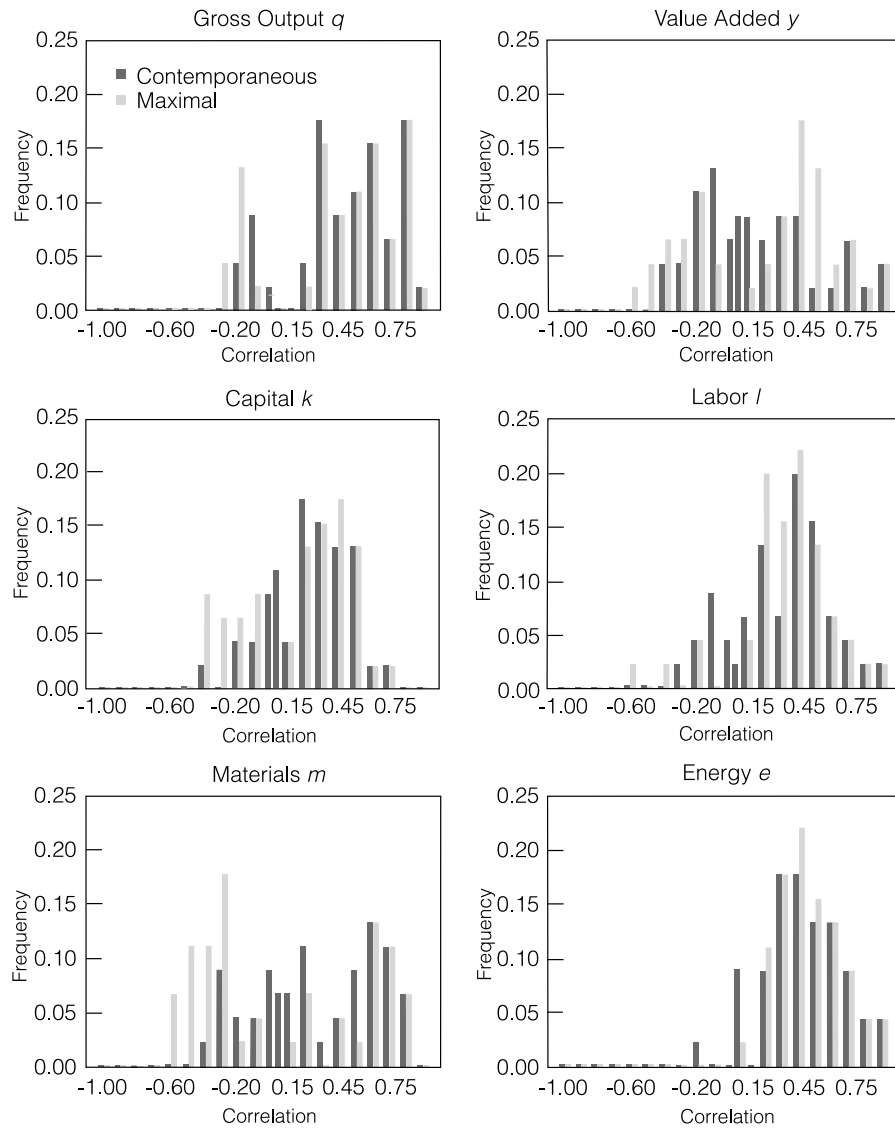 Gross Output q
0.25
0.20
0.15
0.10
0.05
0.00
Frequency
Contemporaneous
Maximal
-1.00 -0.60 -0.20 0.15 0.45 0.75
Correlation
Value Added y
0.25
0.20
0.15
0.10
0.05
0.00
Frequency
-1.00 -0.60 -0.20 0.15 0.45 0.75
Correlation
Capital k
0.25
0.20
0.15
0.10
0.05
0.00
Frequency
-1.00 -0.60 -0.20 0.15 0.45 0.75
Correlation
Labor l
0.25
0.20
0.15
0.10
0.05
0.00
Frequency
-1.00 -0.60 -0.20 0.15 0.45 0.75
Correlation
Materials m
0.25
0.20
0.15
0.10
0.05
0.00
Frequency
-1.00 -0.60 -0.20 0.15 0.45 0.75
Correlation
Energy e
0.25
0.20
0.15
0.10
0.05
0.00
Frequency
-1.00 -0.60 -0.20 0.15 0.45 0.75
Correlation